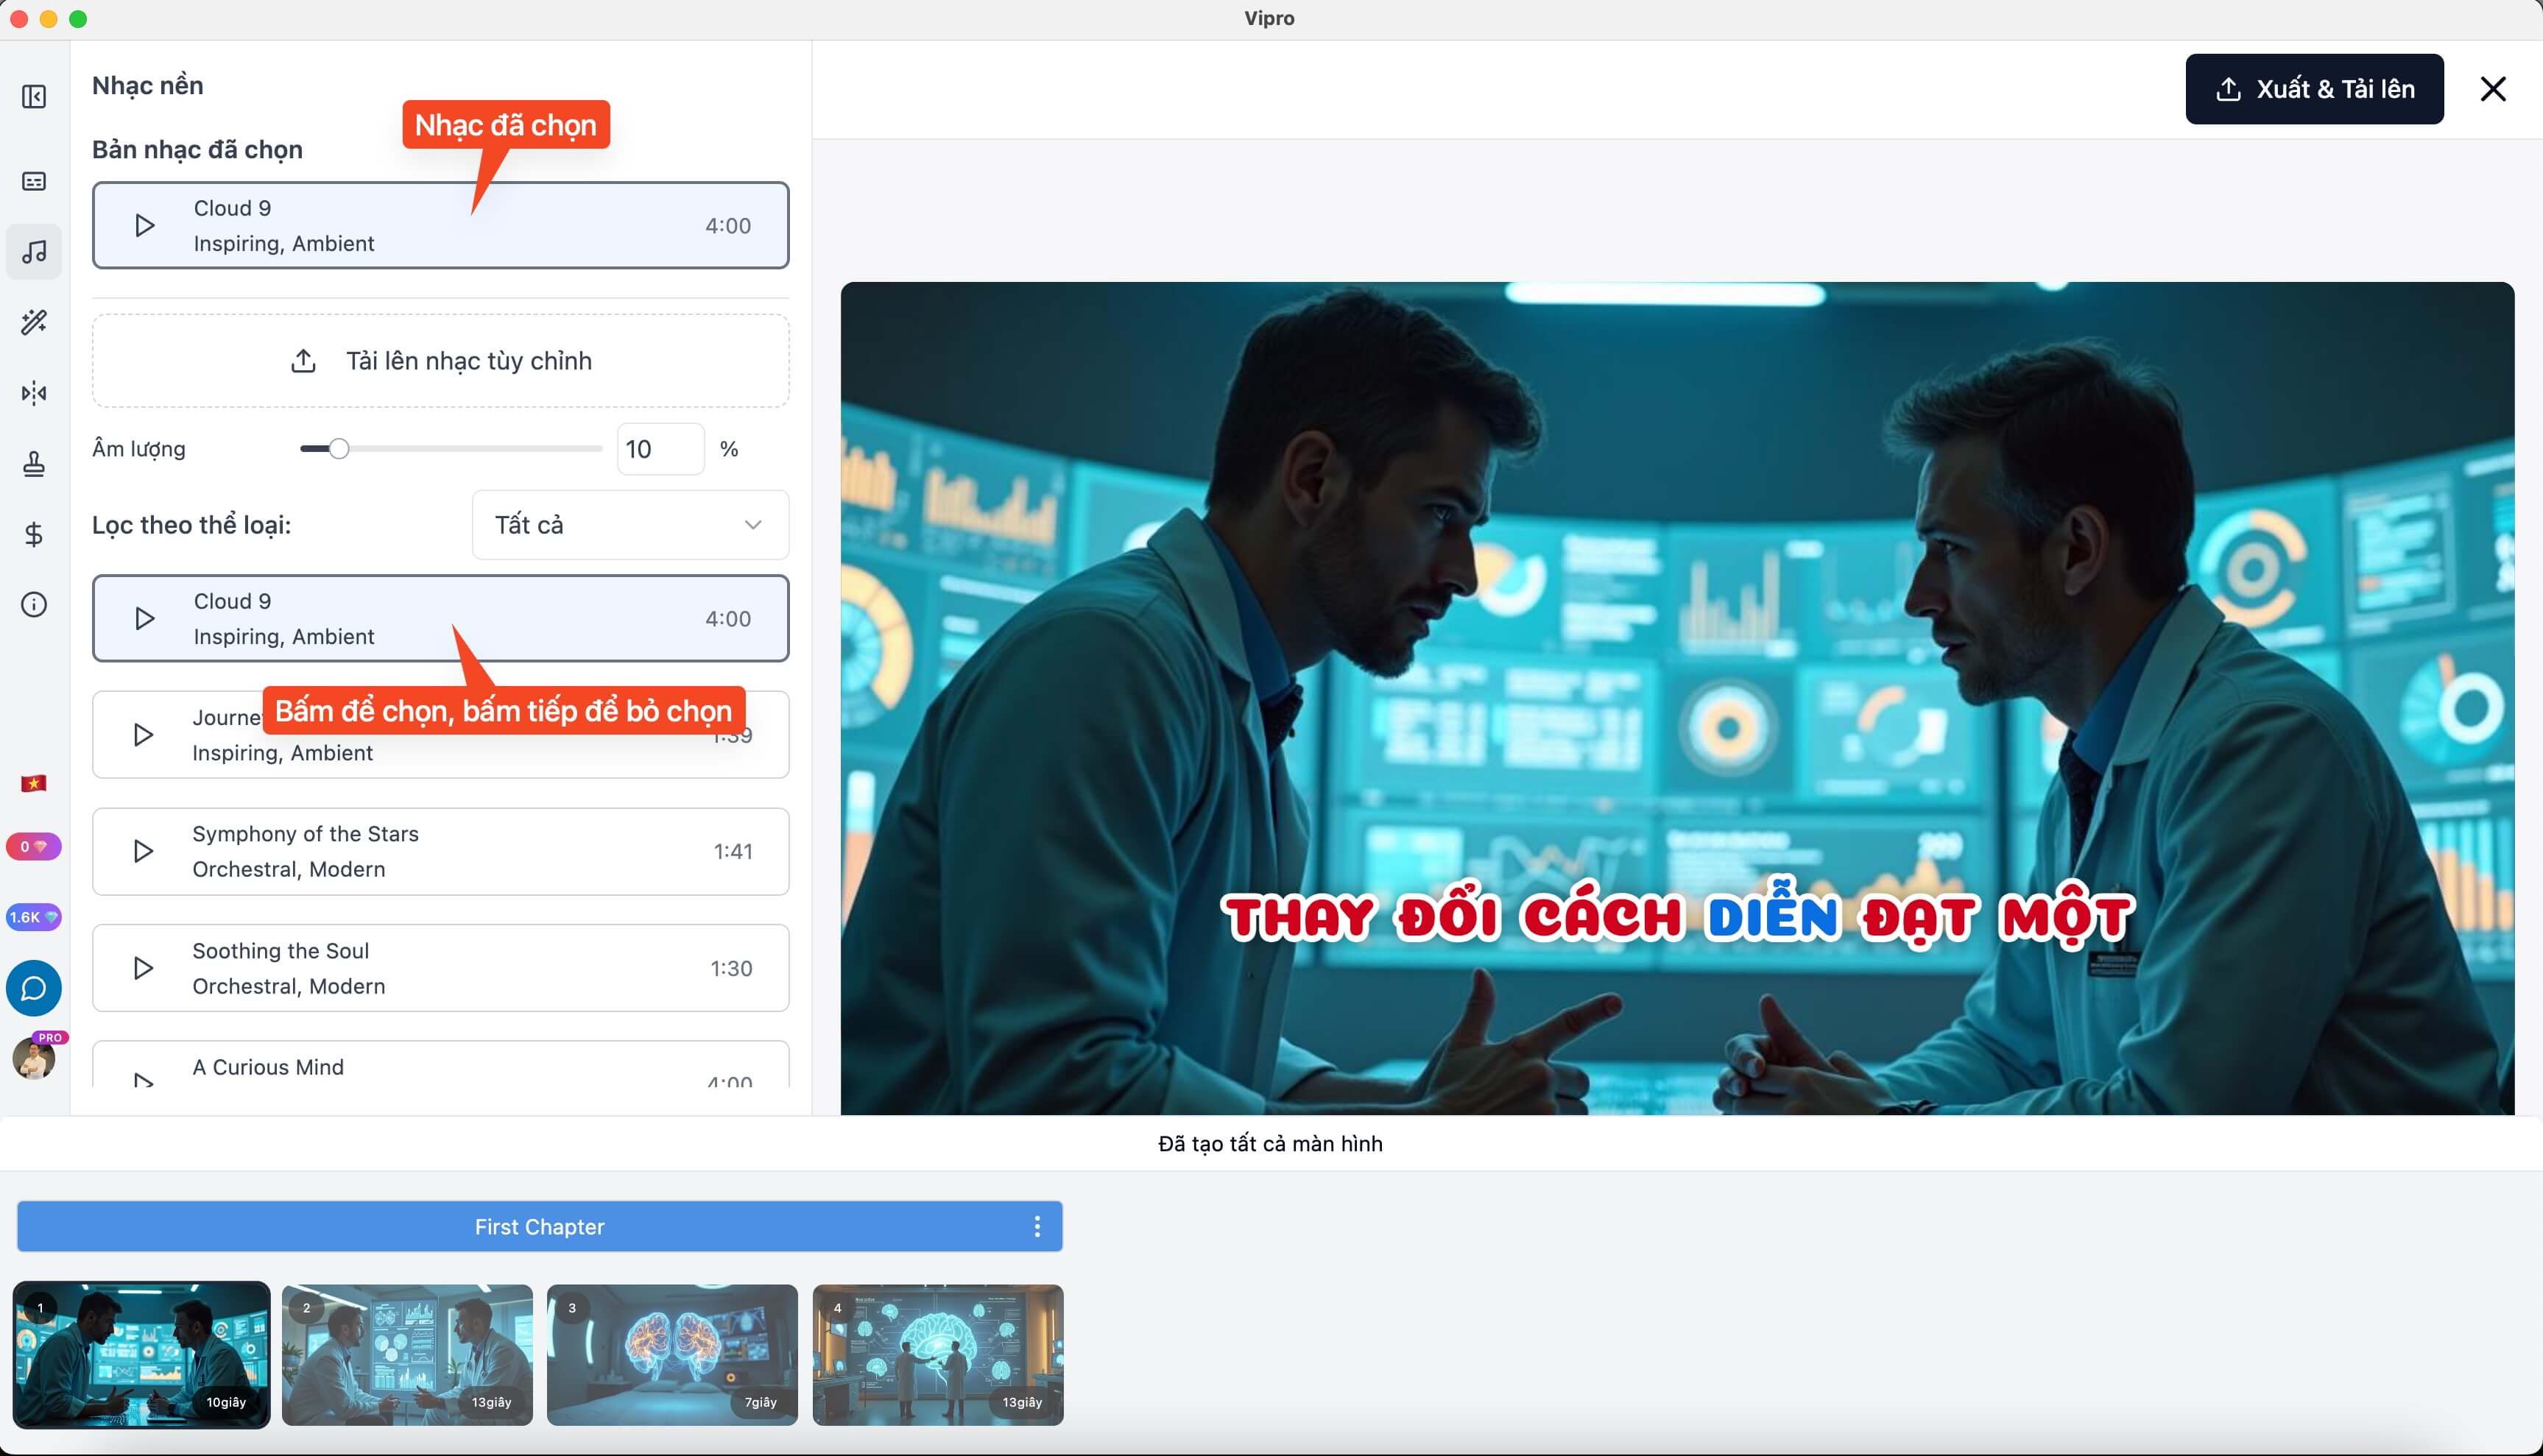 Vipro
Nhạc nền
Xuất & Tải lên
Nhạc đã chọn
Bản nhạc đã chọn
Cloud 9
Inspiring, Ambient
4:00
Tải lên nhạc tùy chỉnh
Âm lượng
10 %
Lọc theo thể loại:
Tất cả
Cloud 9
Inspiring, Ambient
4:00
Bấm để chọn, bấm tiếp để bỏ chọn
Inspiring, Ambient
1:39
Symphony of the Stars
Orchestral, Modern
1:41
Soothing the Soul
Orchestral, Modern
1:30
A Curious Mind
4:00
0
1.6K
PRO
THAY ĐỔI CÁCH DIỄN ĐẠT MỘT
Đã tạo tất cả màn hình
First Chapter
1
10giây
2
13giây
3
7giây
4
13giây